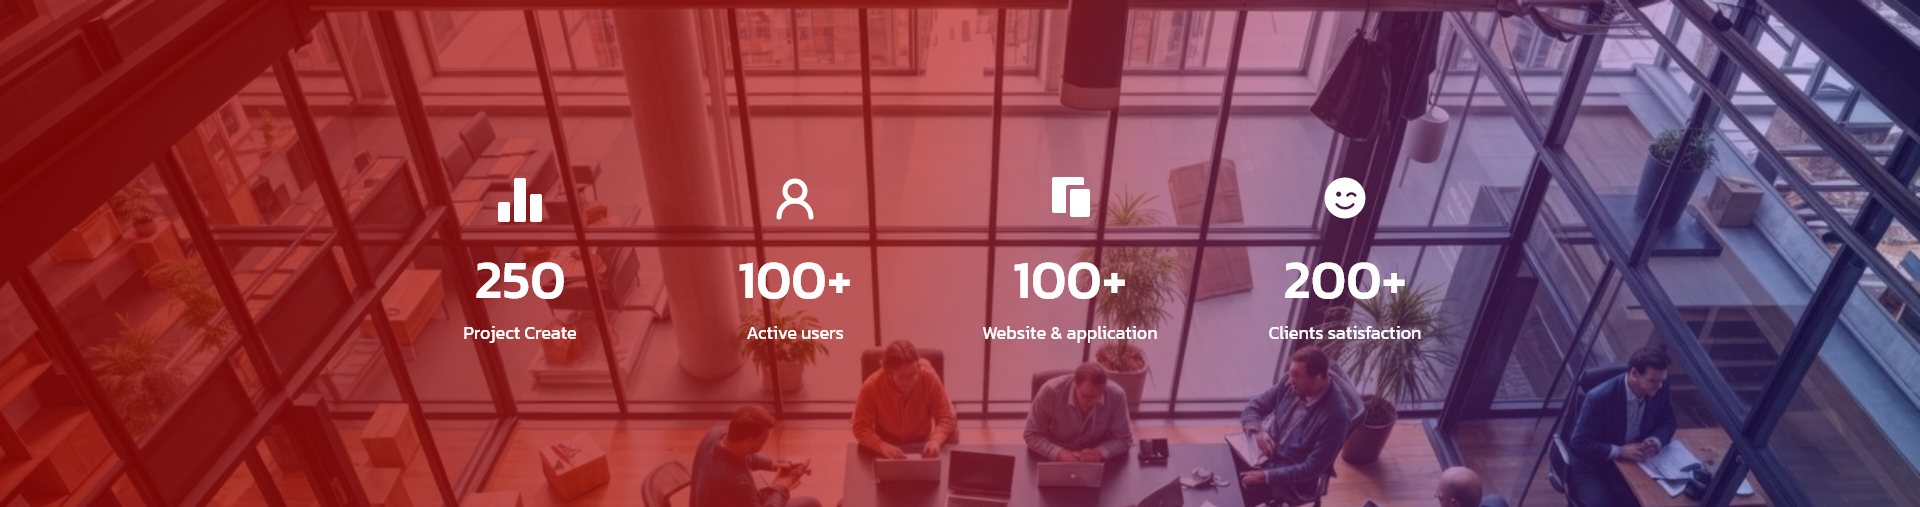 250
100+
100+
200+
Project Create
Active users
Website & application
Clients satisfaction